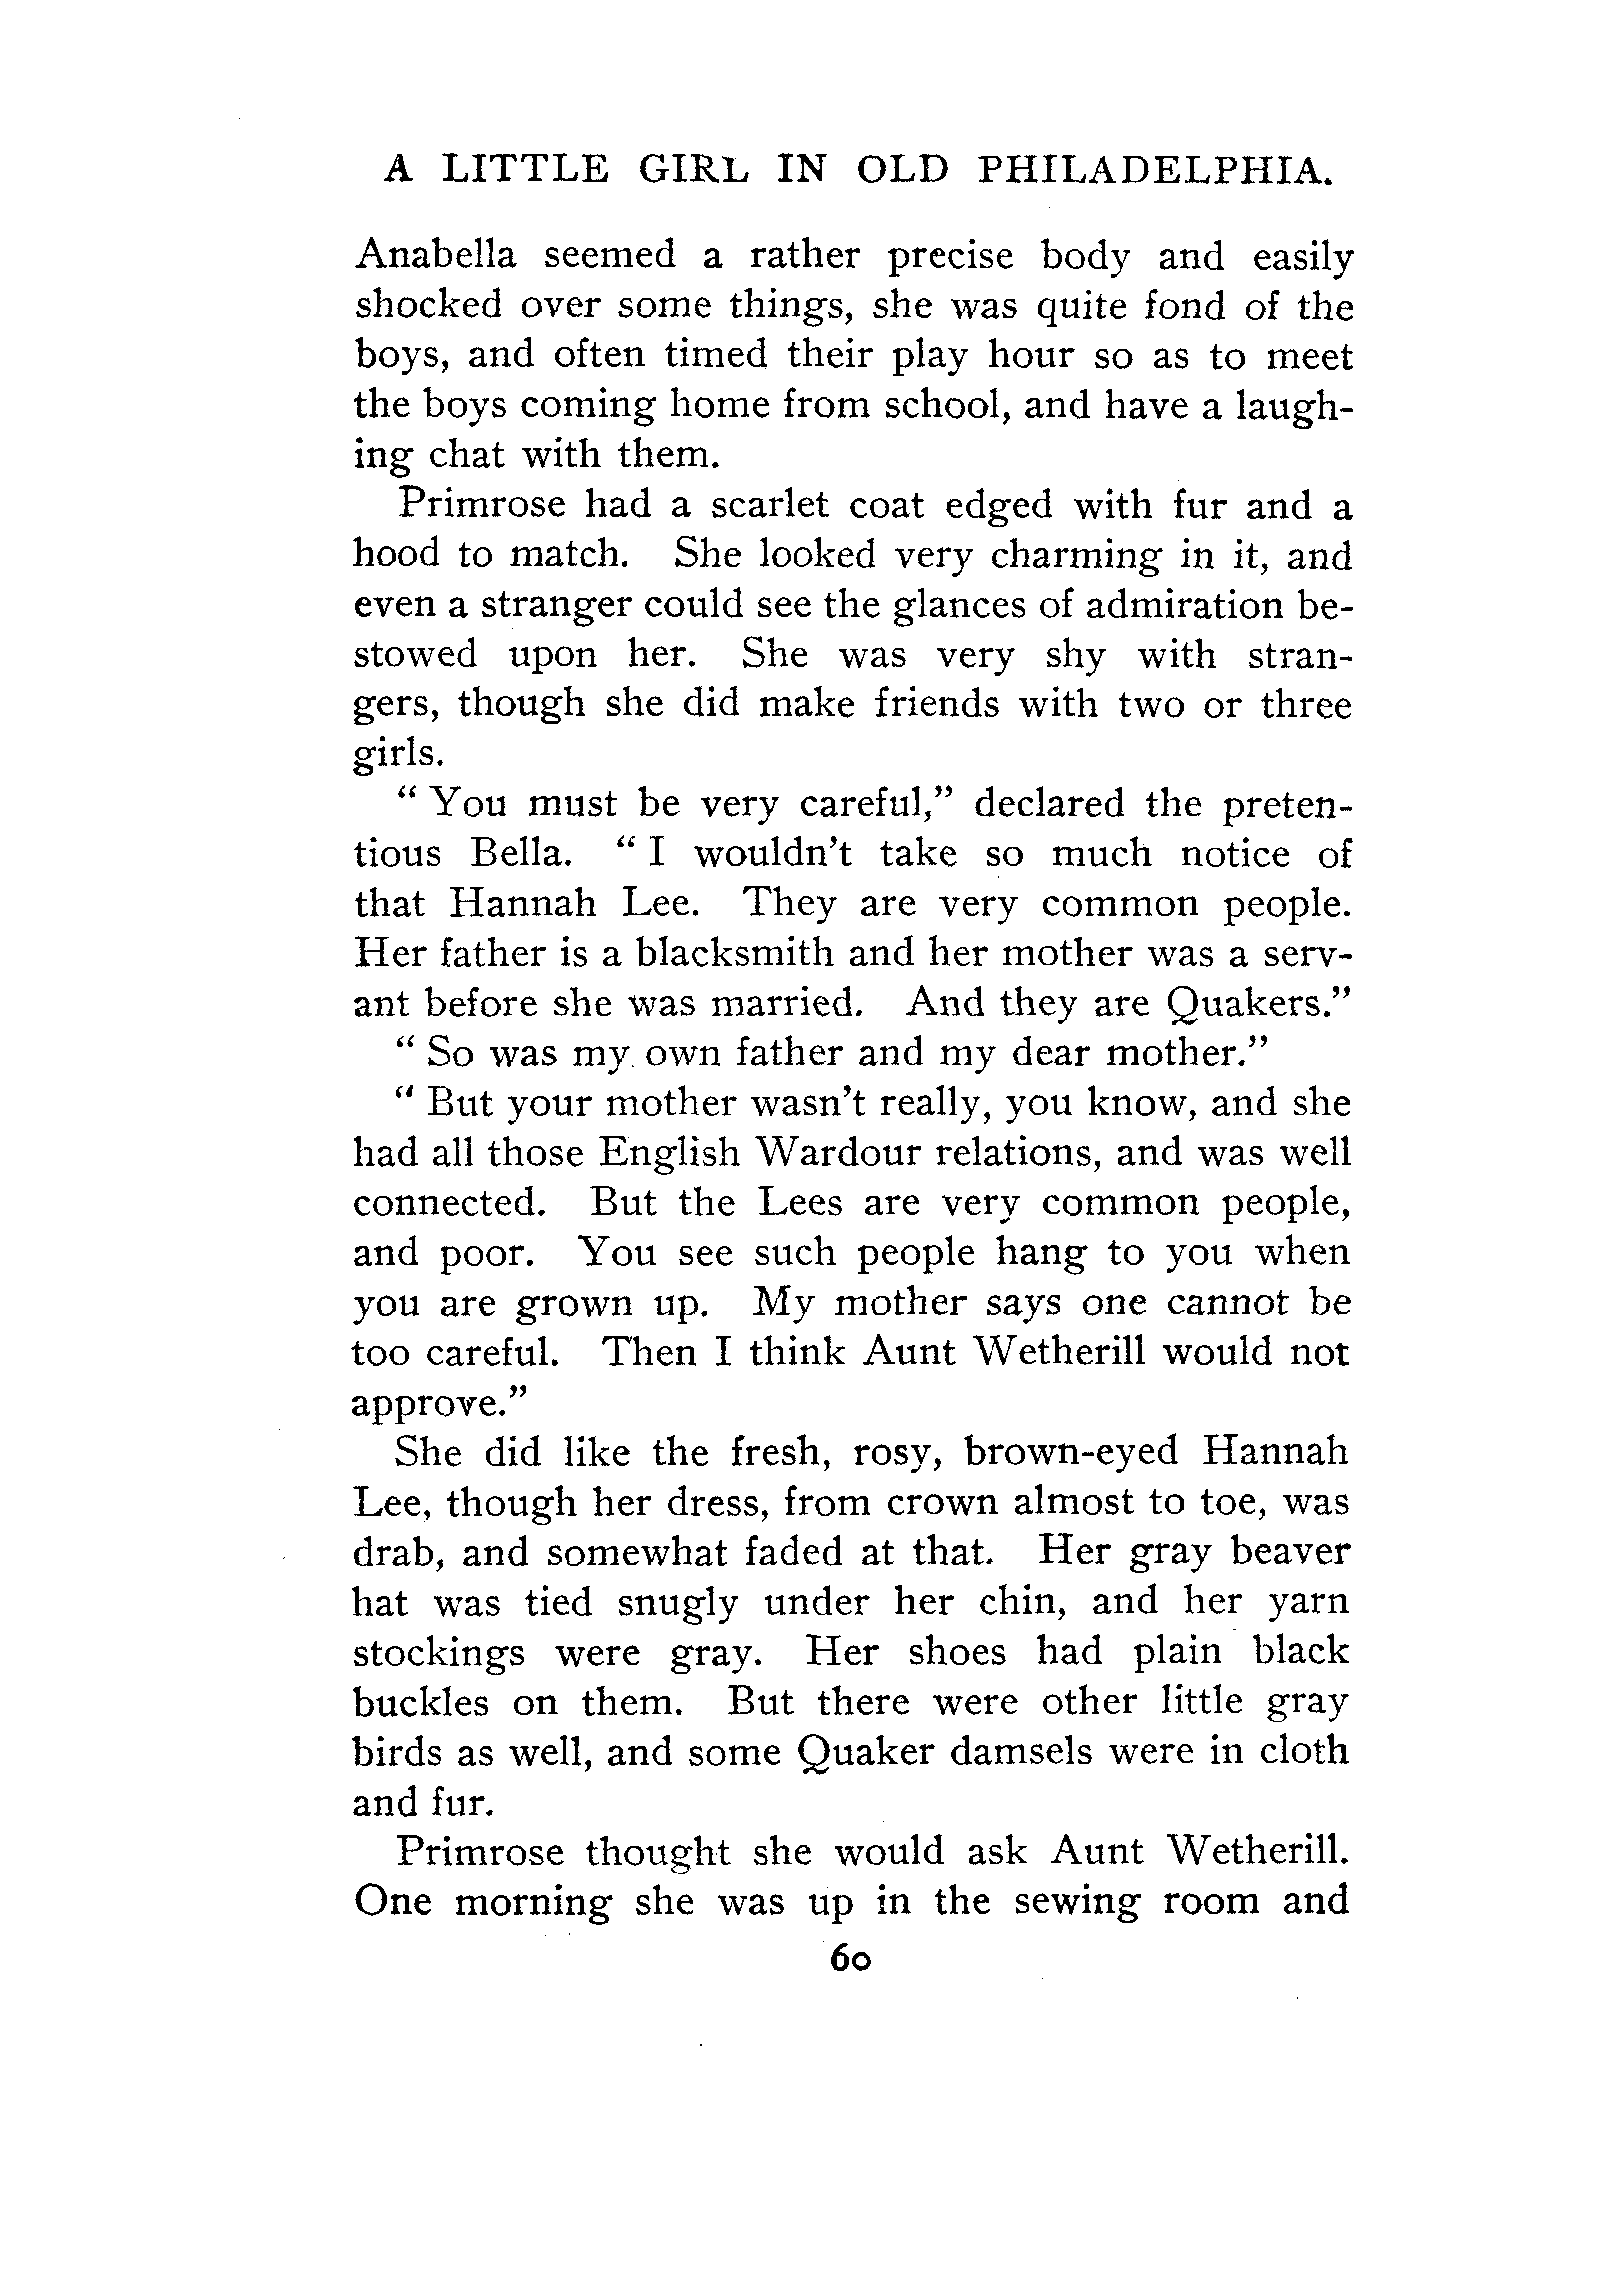 A LITTLE GIRL IN OLD PHILADELPHIA.
Anabella seemed a rather precise body and easily
shocked over some things, she was quite fond of the
boys, and often timed their play hour so as to meet
the boys coming home from school, and have a laugh-
ing chat with them.
Primrose had a scarlet coat edged with fur and a
hood to match. She looked very charming in it, and
even a stranger could see the glances of admiration be-
stowed upon her. She was very shy with stran-
gers, though she did make friends with two or three
girls.
“ You must be very careful,” declared the preten-
tious Bella. “ I wouldn’t take so much notice of
that Hannah Lee. They are very common people.
Her father is a blacksmith and her mother was a serv-
ant before she was married. And they are Quakers.”
“ So was my own father and my dear mother.”
“ But your mother wasn’t really, you know, and she
had all those English Wardour relations, and was well
connected. But the Lees are very common people,
and poor. You see such people hang to you when
you are grown up. My mother says one cannot be
too careful. Then I think Aunt Wetherill would not
approve.”
She did like the fresh, rosy, brown-eyed Hannah
Lee, though her dress, from crown almost to toe, was
drab, and somewhat faded at that. Her gray beaver
hat was tied snugly under her chin, and her yarn
stockings were gray. Her shoes had plain black
buckles on them. But there were other little gray
birds as well, and some Quaker damsels were in cloth
and fur.
Primrose thought she would ask Aunt Wetherill.
One morning she was up in the sewing room and
60